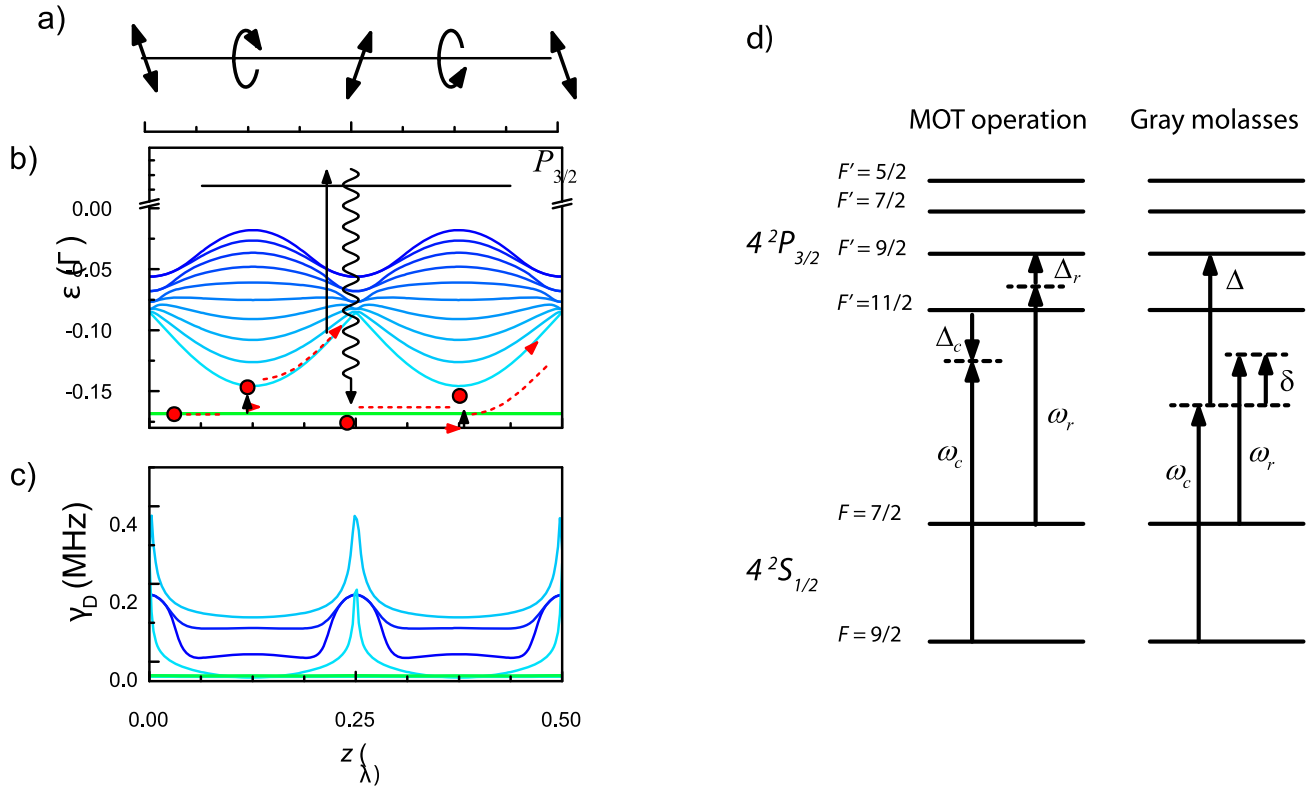 a)
b)
P3/2
0.00
-0.05
-0.10
-0.15
ε (Γ)
c)
0.4
0.2
0.0
γD (MHz)
0.00 0.25 0.50
z (λ)
d)
MOT operation Gray molasses
F' = 5/2
F' = 7/2
F' = 9/2
F' = 11/2
4 ²P3/2
Δr
Δc
Δ
δ
ωc
ωr
ωc
ωr
F = 7/2
4 ²S1/2
F = 9/2